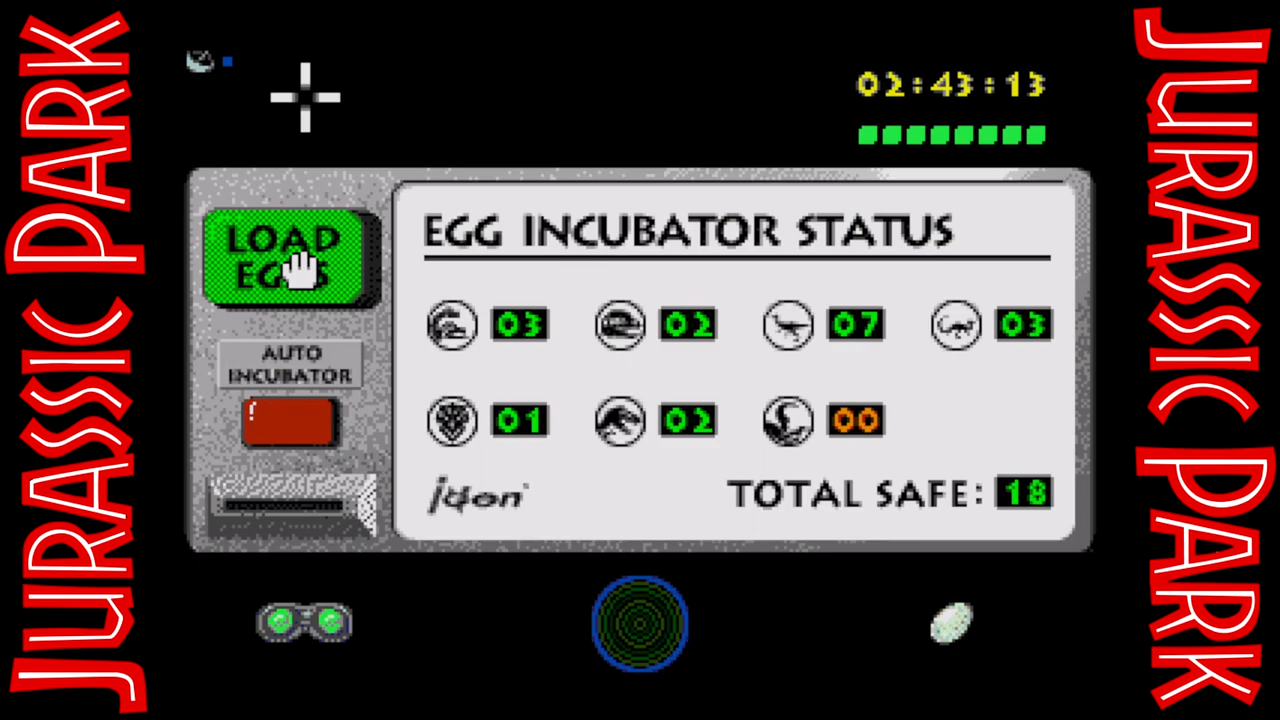 JURASSIC PARK
02:43:13
LOAD
EGGS
EGG INCUBATOR STATUS
03 02 07 03
AUTO
INCUBATOR
01 02 00
TOTAL SAFE: 18
JURASSIC PARK